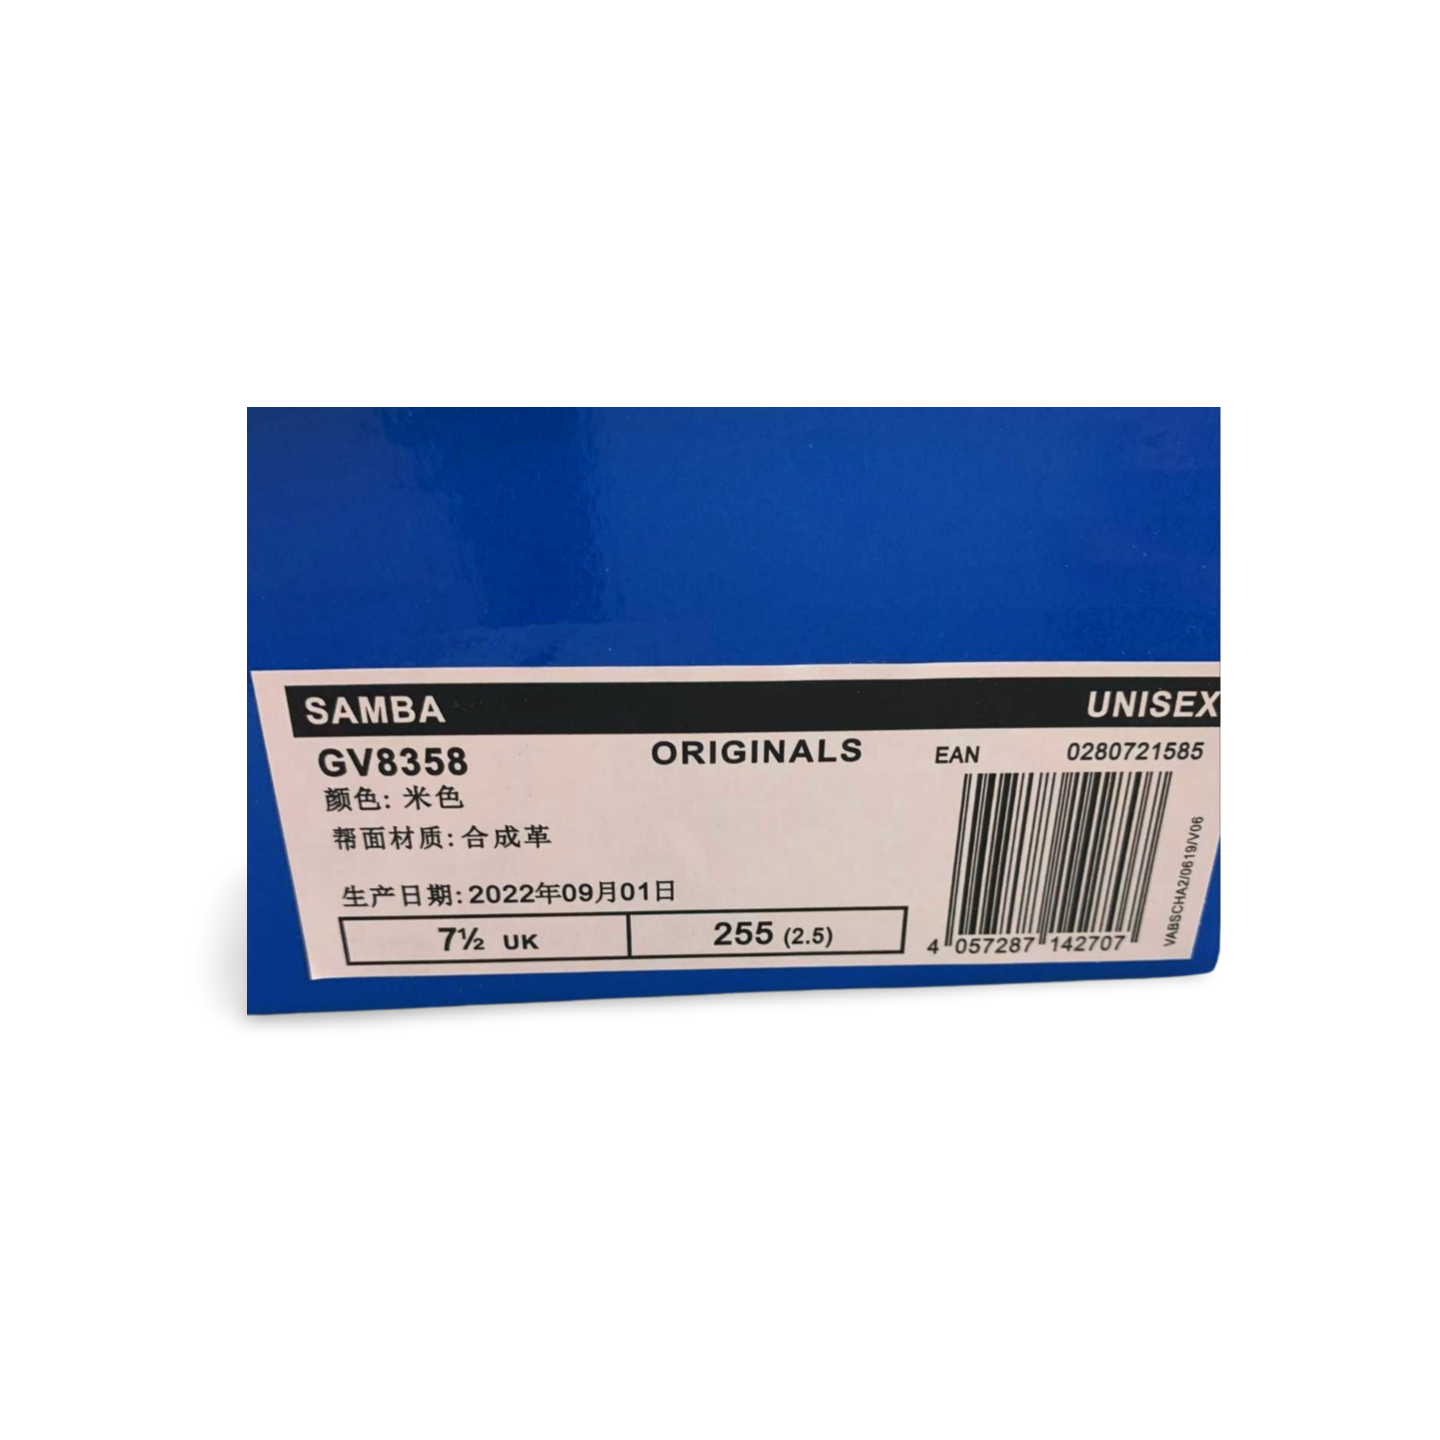 SAMBA UNISEX
GV8358 ORIGINALS EAN 0280721585
颜色: 米色
帮面材质: 合成革
生产日期: 2022年09月01日
7½ UK 255 (2.5)
4 057287 142707
VABSCHA2/0619/V06